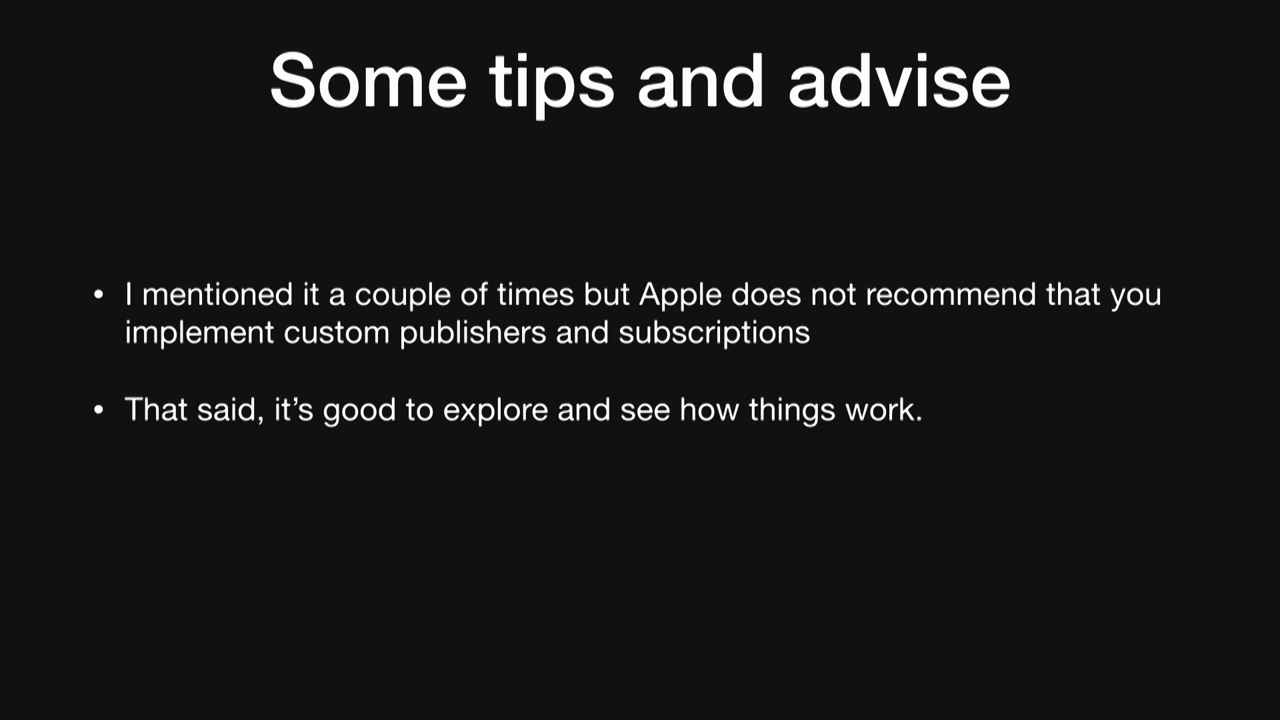 Some tips and advise
• I mentioned it a couple of times but Apple does not recommend that you
implement custom publishers and subscriptions
• That said, it’s good to explore and see how things work.